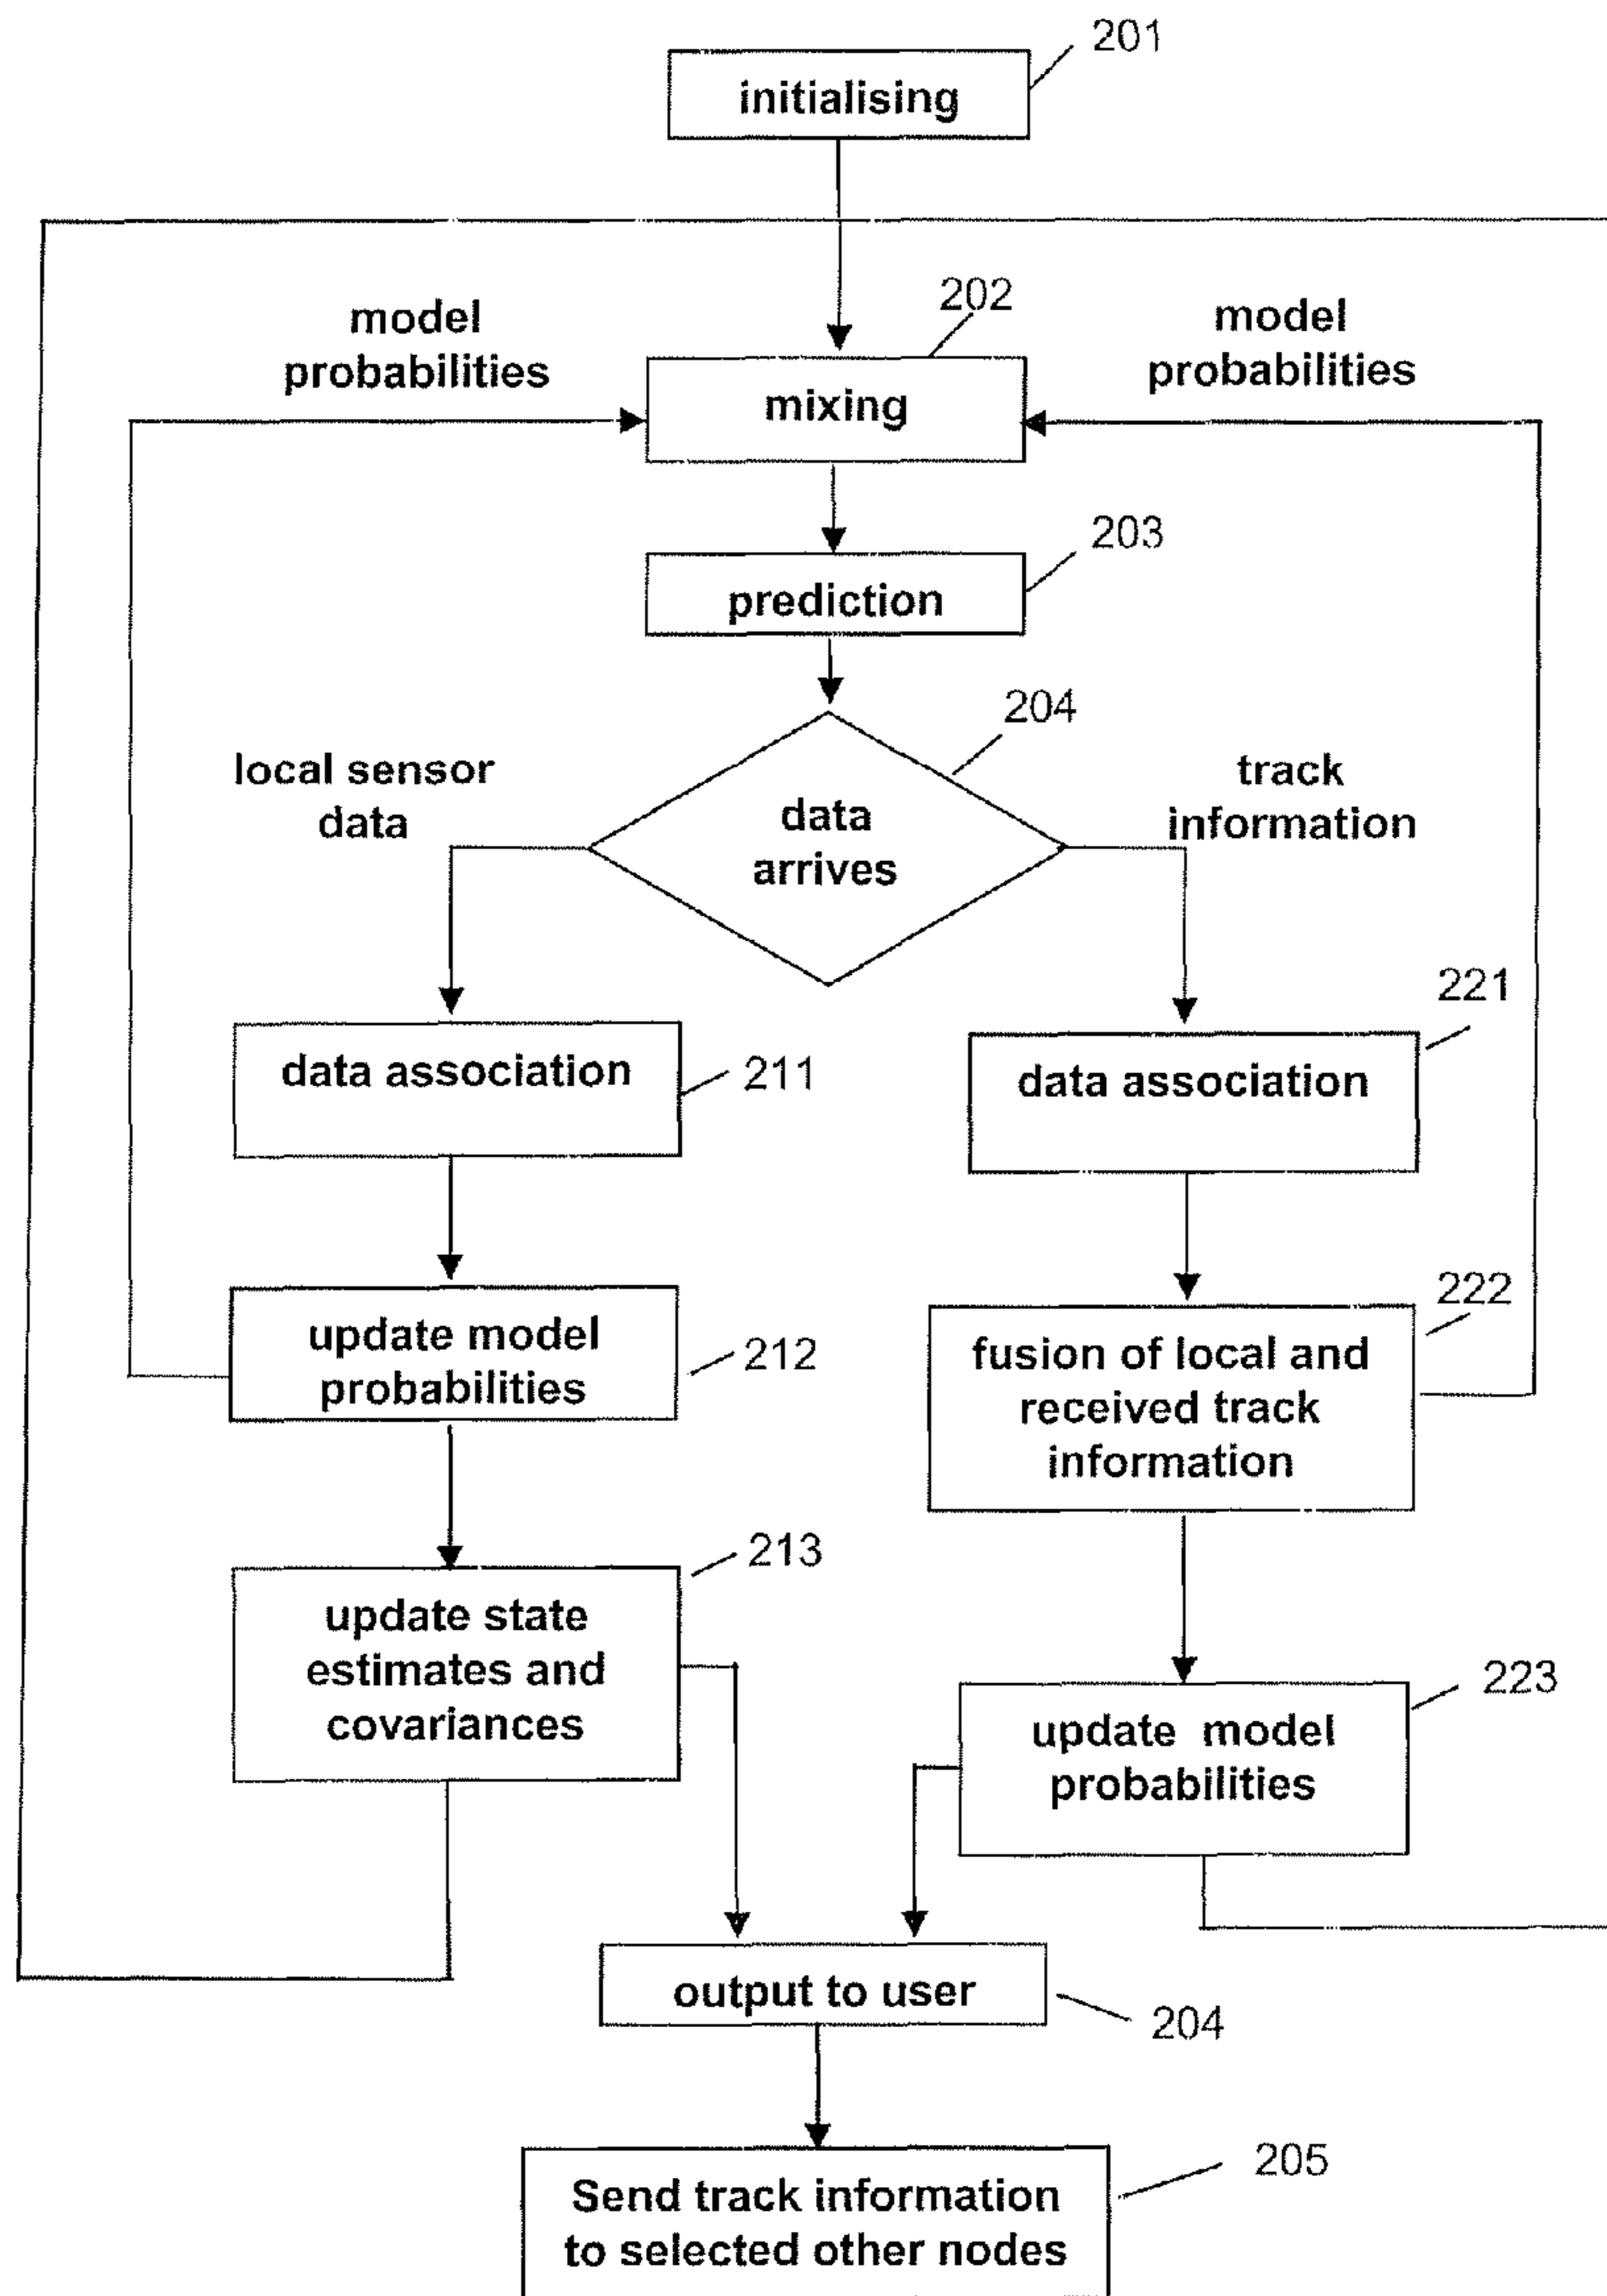 201
initialising
202
model
probabilities
model
probabilities
mixing
203
prediction
204
local sensor
data
track
information
data
arrives
221
data association
211
data association
222
update model
probabilities
212
fusion of local and
received track
information
213
update state
estimates and
covariances
223
update model
probabilities
output to user
204
205
Send track information
to selected other nodes